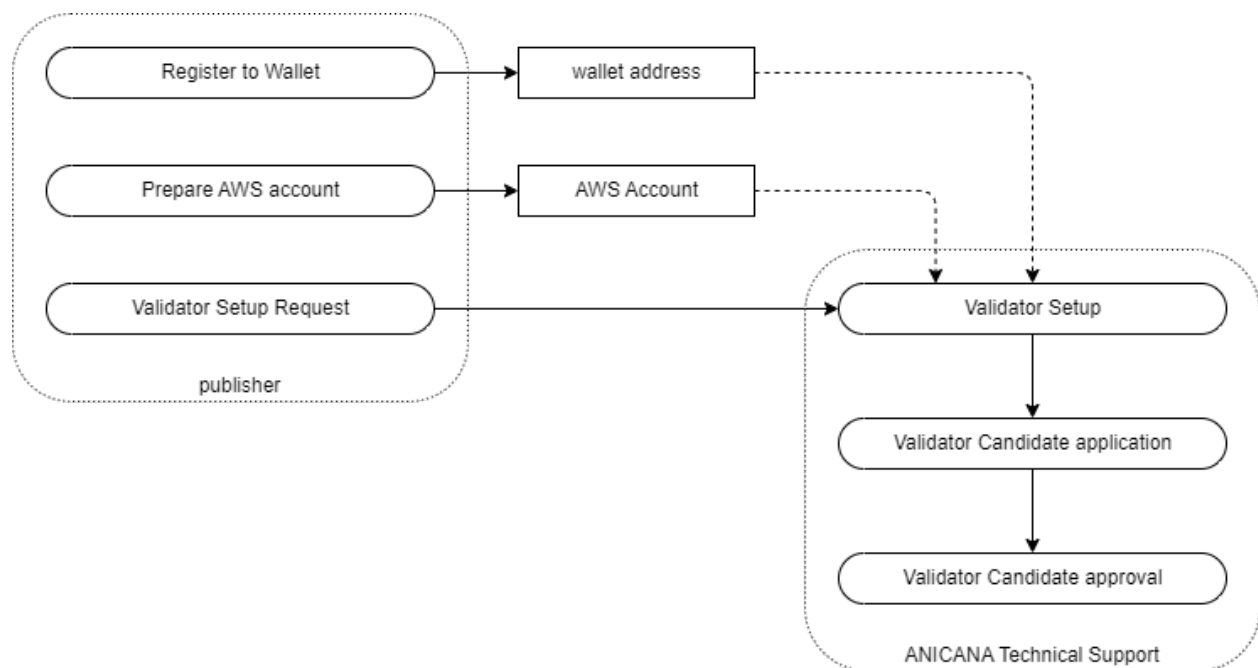 Register to Wallet
wallet address
Prepare AWS account
AWS Account
Validator Setup Request
Validator Setup
publisher
Validator Candidate application
Validator Candidate approval
ANICANA Technical Support